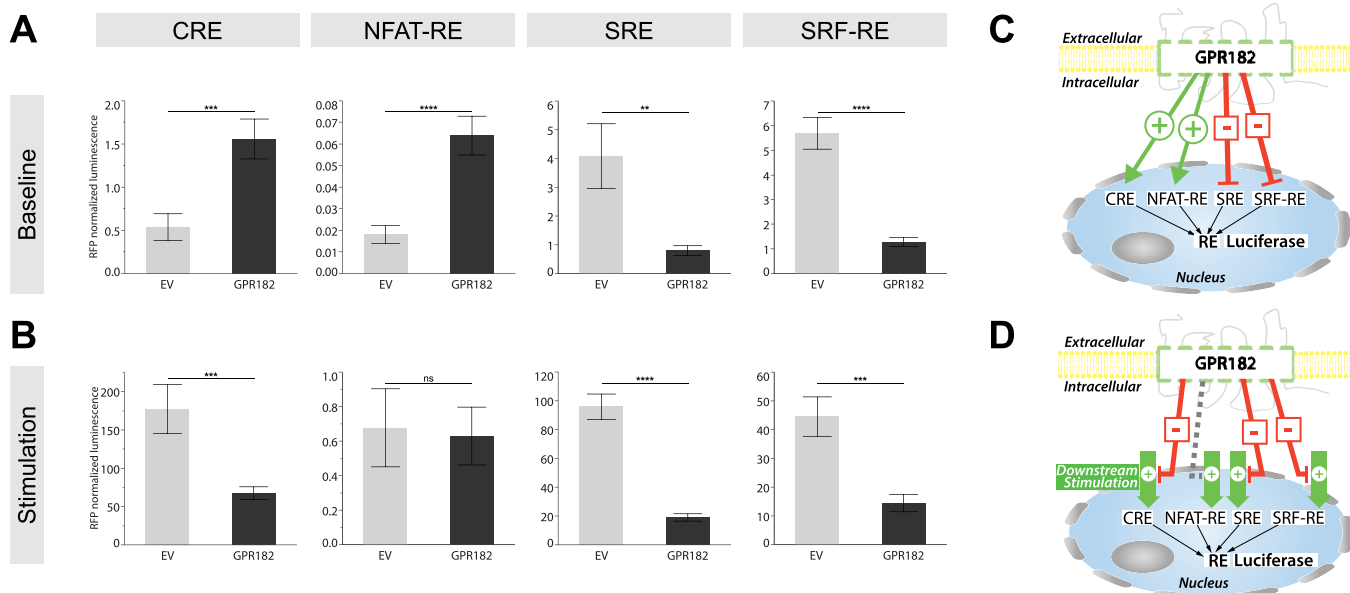 A
CRE
NFAT-RE
SRE
SRF-RE
Baseline
RFP normalized luminescence
2.0
1.5
1.0
0.5
0.0
***
EV
GPR182
0.08
0.07
0.06
0.05
0.04
0.03
0.02
0.01
0.00
****
EV
GPR182
6
5
4
3
2
1
0
**
EV
GPR182
7
6
5
4
3
2
1
0
****
EV
GPR182
B
Stimulation
RFP normalized luminescence
200
150
100
75
50
0
***
EV
GPR182
1.0
0.8
0.6
0.4
0.2
0.0
ns
EV
GPR182
120
100
80
60
40
20
0
****
EV
GPR182
60
50
40
30
20
10
0
***
EV
GPR182
C
Extracellular
GPR182
Intracellular
+
+
-
-
CRE
NFAT-RE
SRE
SRF-RE
RE Luciferase
Nucleus
D
Extracellular
GPR182
Intracellular
-
-
-
Downstream
Stimulation
+
+
+
+
CRE
NFAT-RE
SRE
SRF-RE
RE Luciferase
Nucleus